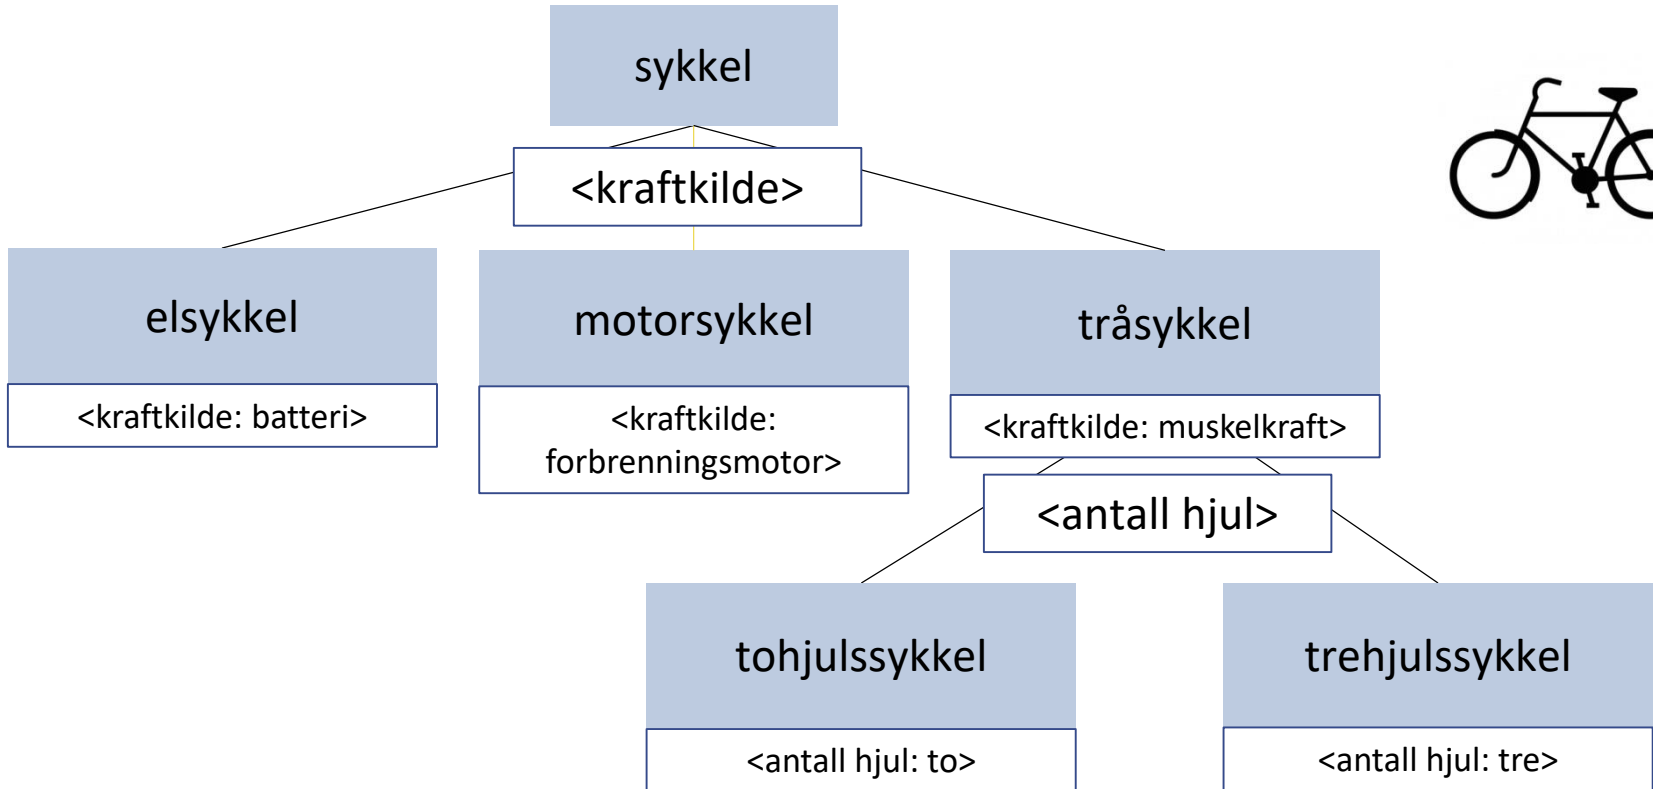 sykkel
<kraftkilde>
elsykkel
motorsykkel
tråsykkel
<kraftkilde: batteri>
<kraftkilde:
forbrenningsmotor>
<kraftkilde: muskelkraft>
<antall hjul>
tohjulssykkel
trehjulssykkel
<antall hjul: to>
<antall hjul: tre>